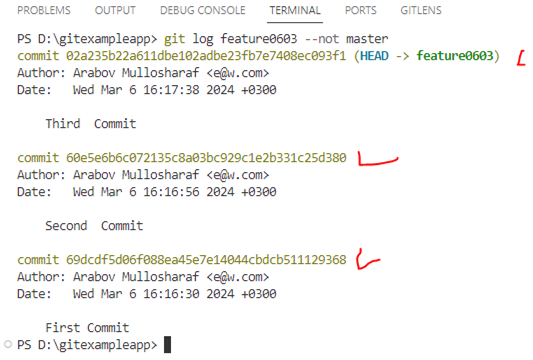 PROBLEMS OUTPUT DEBUG CONSOLE TERMINAL PORTS GITLENS
PS D:\gitexampleapp> git log feature0603 --not master
commit 02a235b22a611dbe102adbe23fb7e7408ec093f1 (HEAD -> feature0603)
Author: Arabov Mullosharaf <e@w.com>
Date:   Wed Mar 6 16:17:38 2024 +0300
Third  Commit
commit 60e5e6b6c072135c8a03bc929c1e2b331c25d380
Author: Arabov Mullosharaf <e@w.com>
Date:   Wed Mar 6 16:16:56 2024 +0300
Second  Commit
commit 69dcdf5d06f088ea45e7e14044cbdcb511129368
Author: Arabov Mullosharaf <e@w.com>
Date:   Wed Mar 6 16:16:30 2024 +0300
First Commit
PS D:\gitexampleapp>